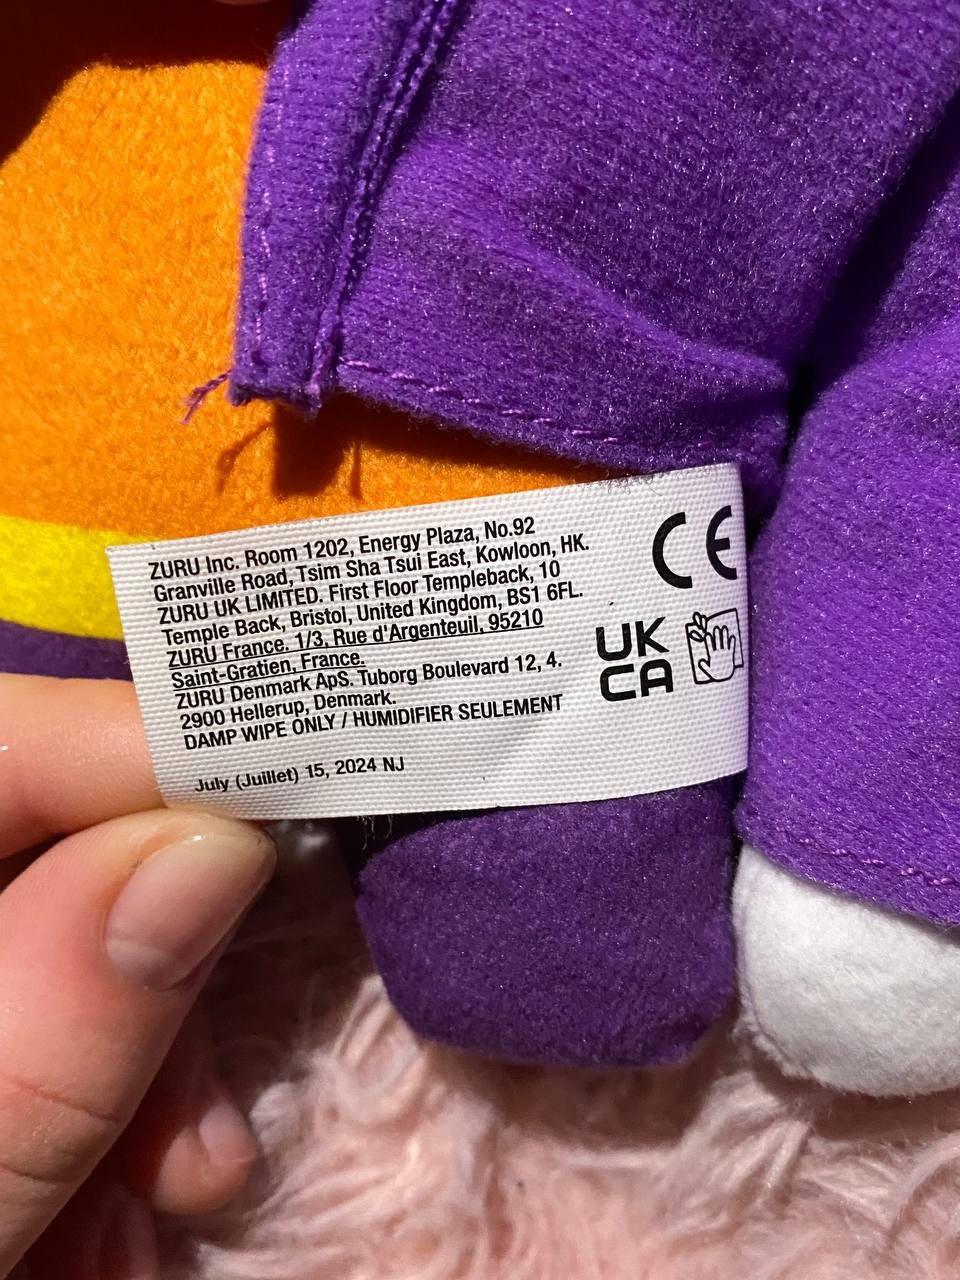 ZURU Inc. Room 1202, Energy Plaza, No.92
Granville Road, Tsim Sha Tsui East, Kowloon, HK.
ZURU UK LIMITED. First Floor Templeback, 10
Temple Back, Bristol, United Kingdom, BS1 6FL.
ZURU France. 1/3, Rue d'Argenteuil, 95210
Saint-Gratien, France.
ZURU Denmark ApS. Tuborg Boulevard 12, 4.
2900 Hellerup, Denmark.
DAMP WIPE ONLY / HUMIDIFIER SEULEMENT
July (Juillet) 15, 2024 NJ
CE
UK
CA